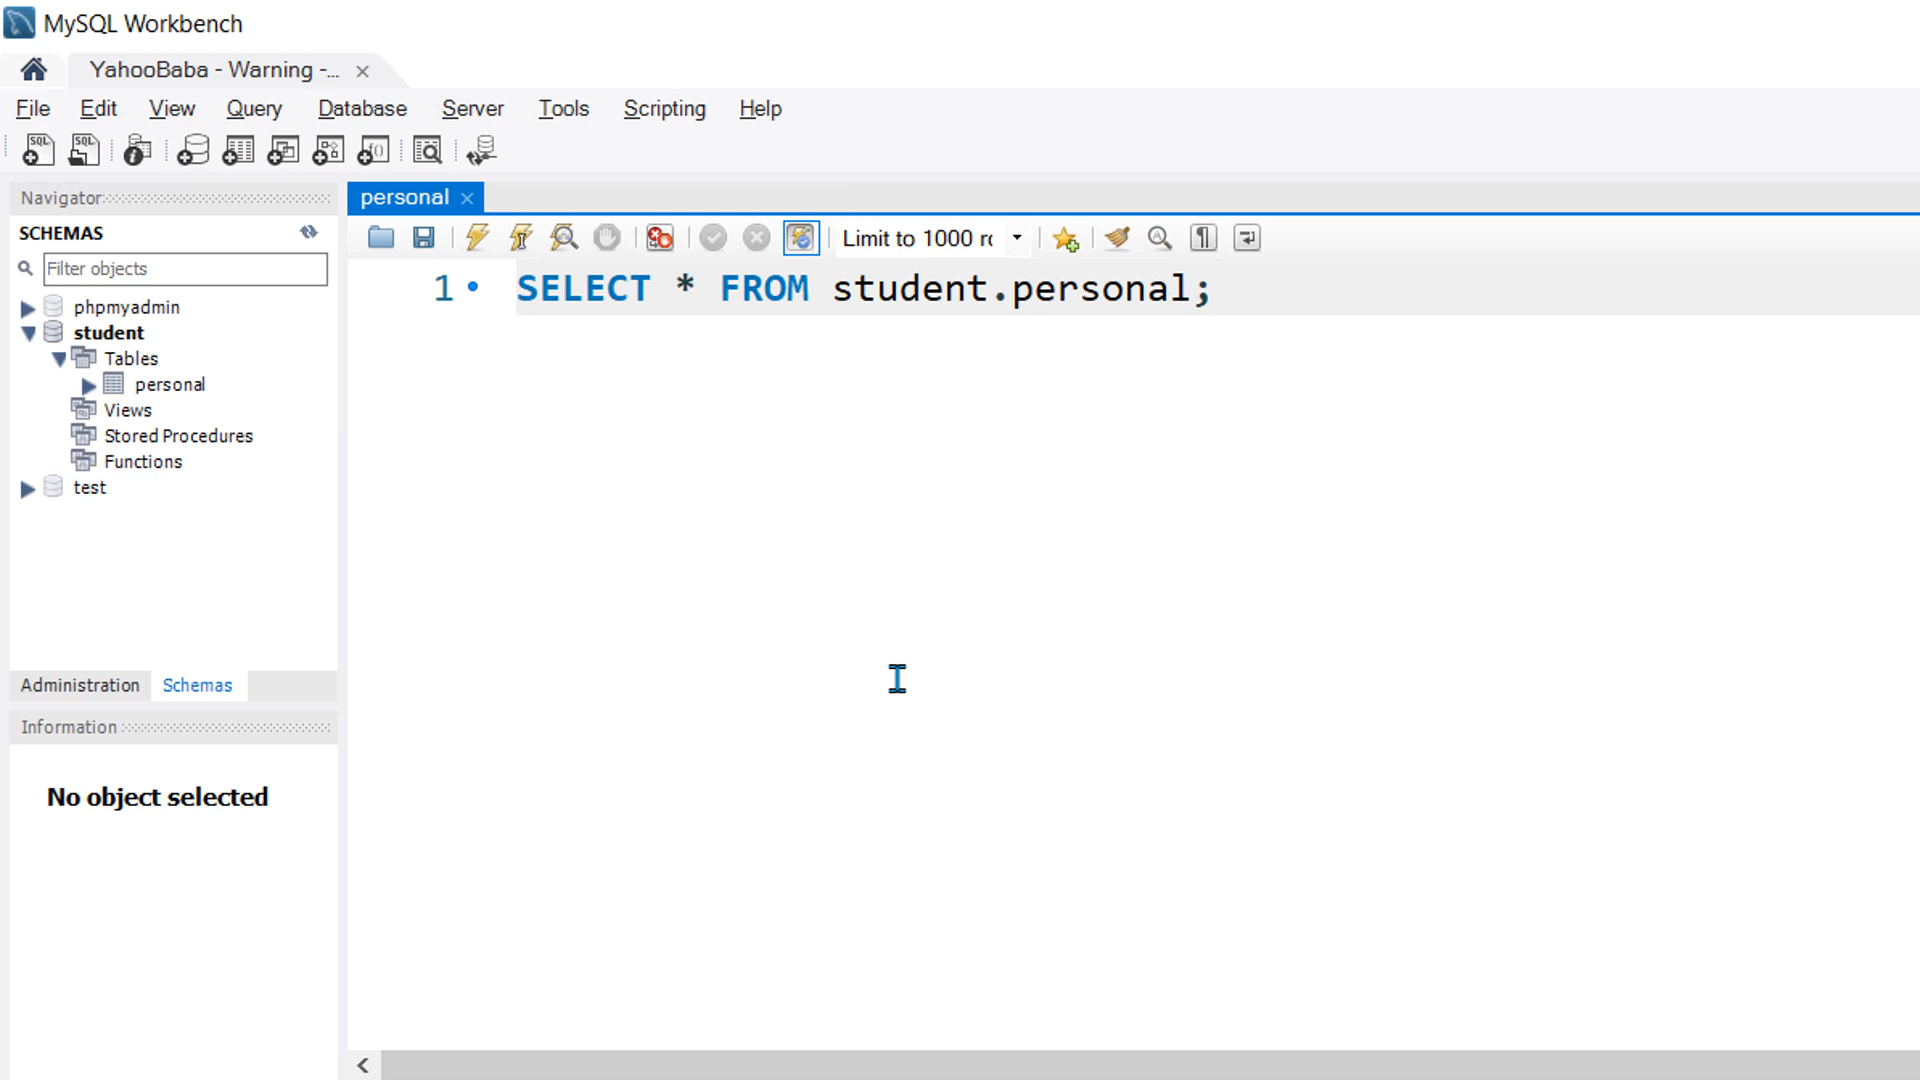 MySQL Workbench
YahooBaba - Warning -...
File Edit View Query Database Server Tools Scripting Help
Navigator
SCHEMAS
Filter objects
phpmyadmin
student
Tables
personal
Views
Stored Procedures
Functions
test
Administration Schemas
Information
No object selected
personal
Limit to 1000 rc
1 SELECT * FROM student.personal;